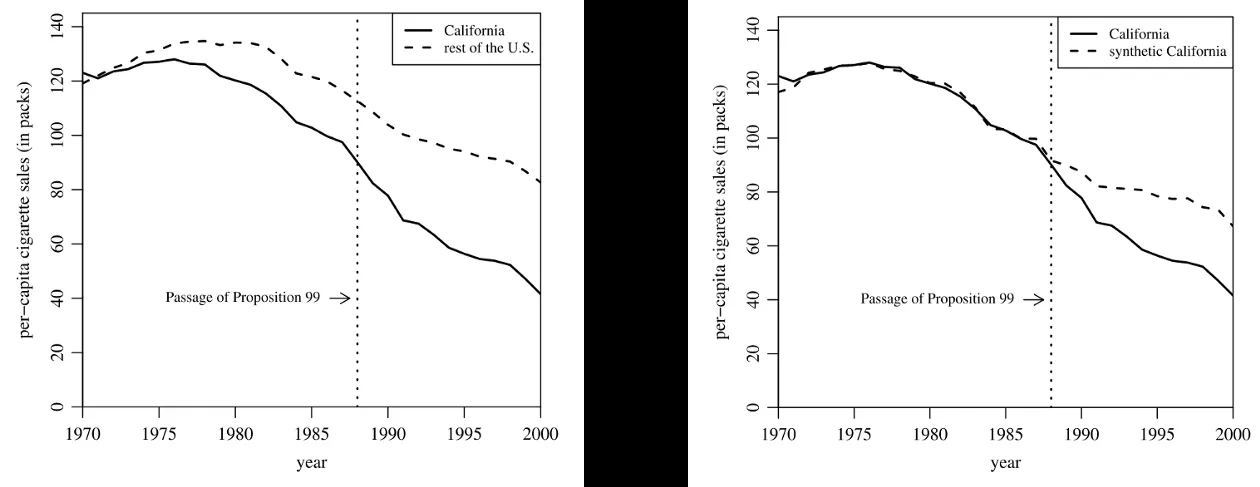 California
rest of the U.S.
per−capita cigarette sales (in packs)
140
120
100
80
60
40
20
0
Passage of Proposition 99
1970 1975 1980 1985 1990 1995 2000
year
California
synthetic California
per−capita cigarette sales (in packs)
140
120
100
80
60
40
20
0
Passage of Proposition 99
1970 1975 1980 1985 1990 1995 2000
year